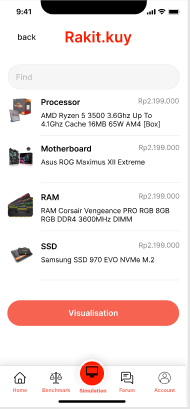 9:41
back
Rakit.kuy
Find
Processor
Rp2.199.000
AMD Ryzen 5 3500 3.6Ghz Up To
4.1Ghz Cache 16MB 65W AM4 [Box]
Motherboard
Rp2.199.000
Asus ROG Maximus XII Extreme
RAM
Rp2.199.000
RAM Corsair Vengeance PRO RGB 8GB
RGB DDR4 3600MHz DIMM
SSD
Rp2.199.000
Samsung SSD 970 EVO NVMe M.2
Visualisation
Home
Benchmark
Simulation
Forum
Account